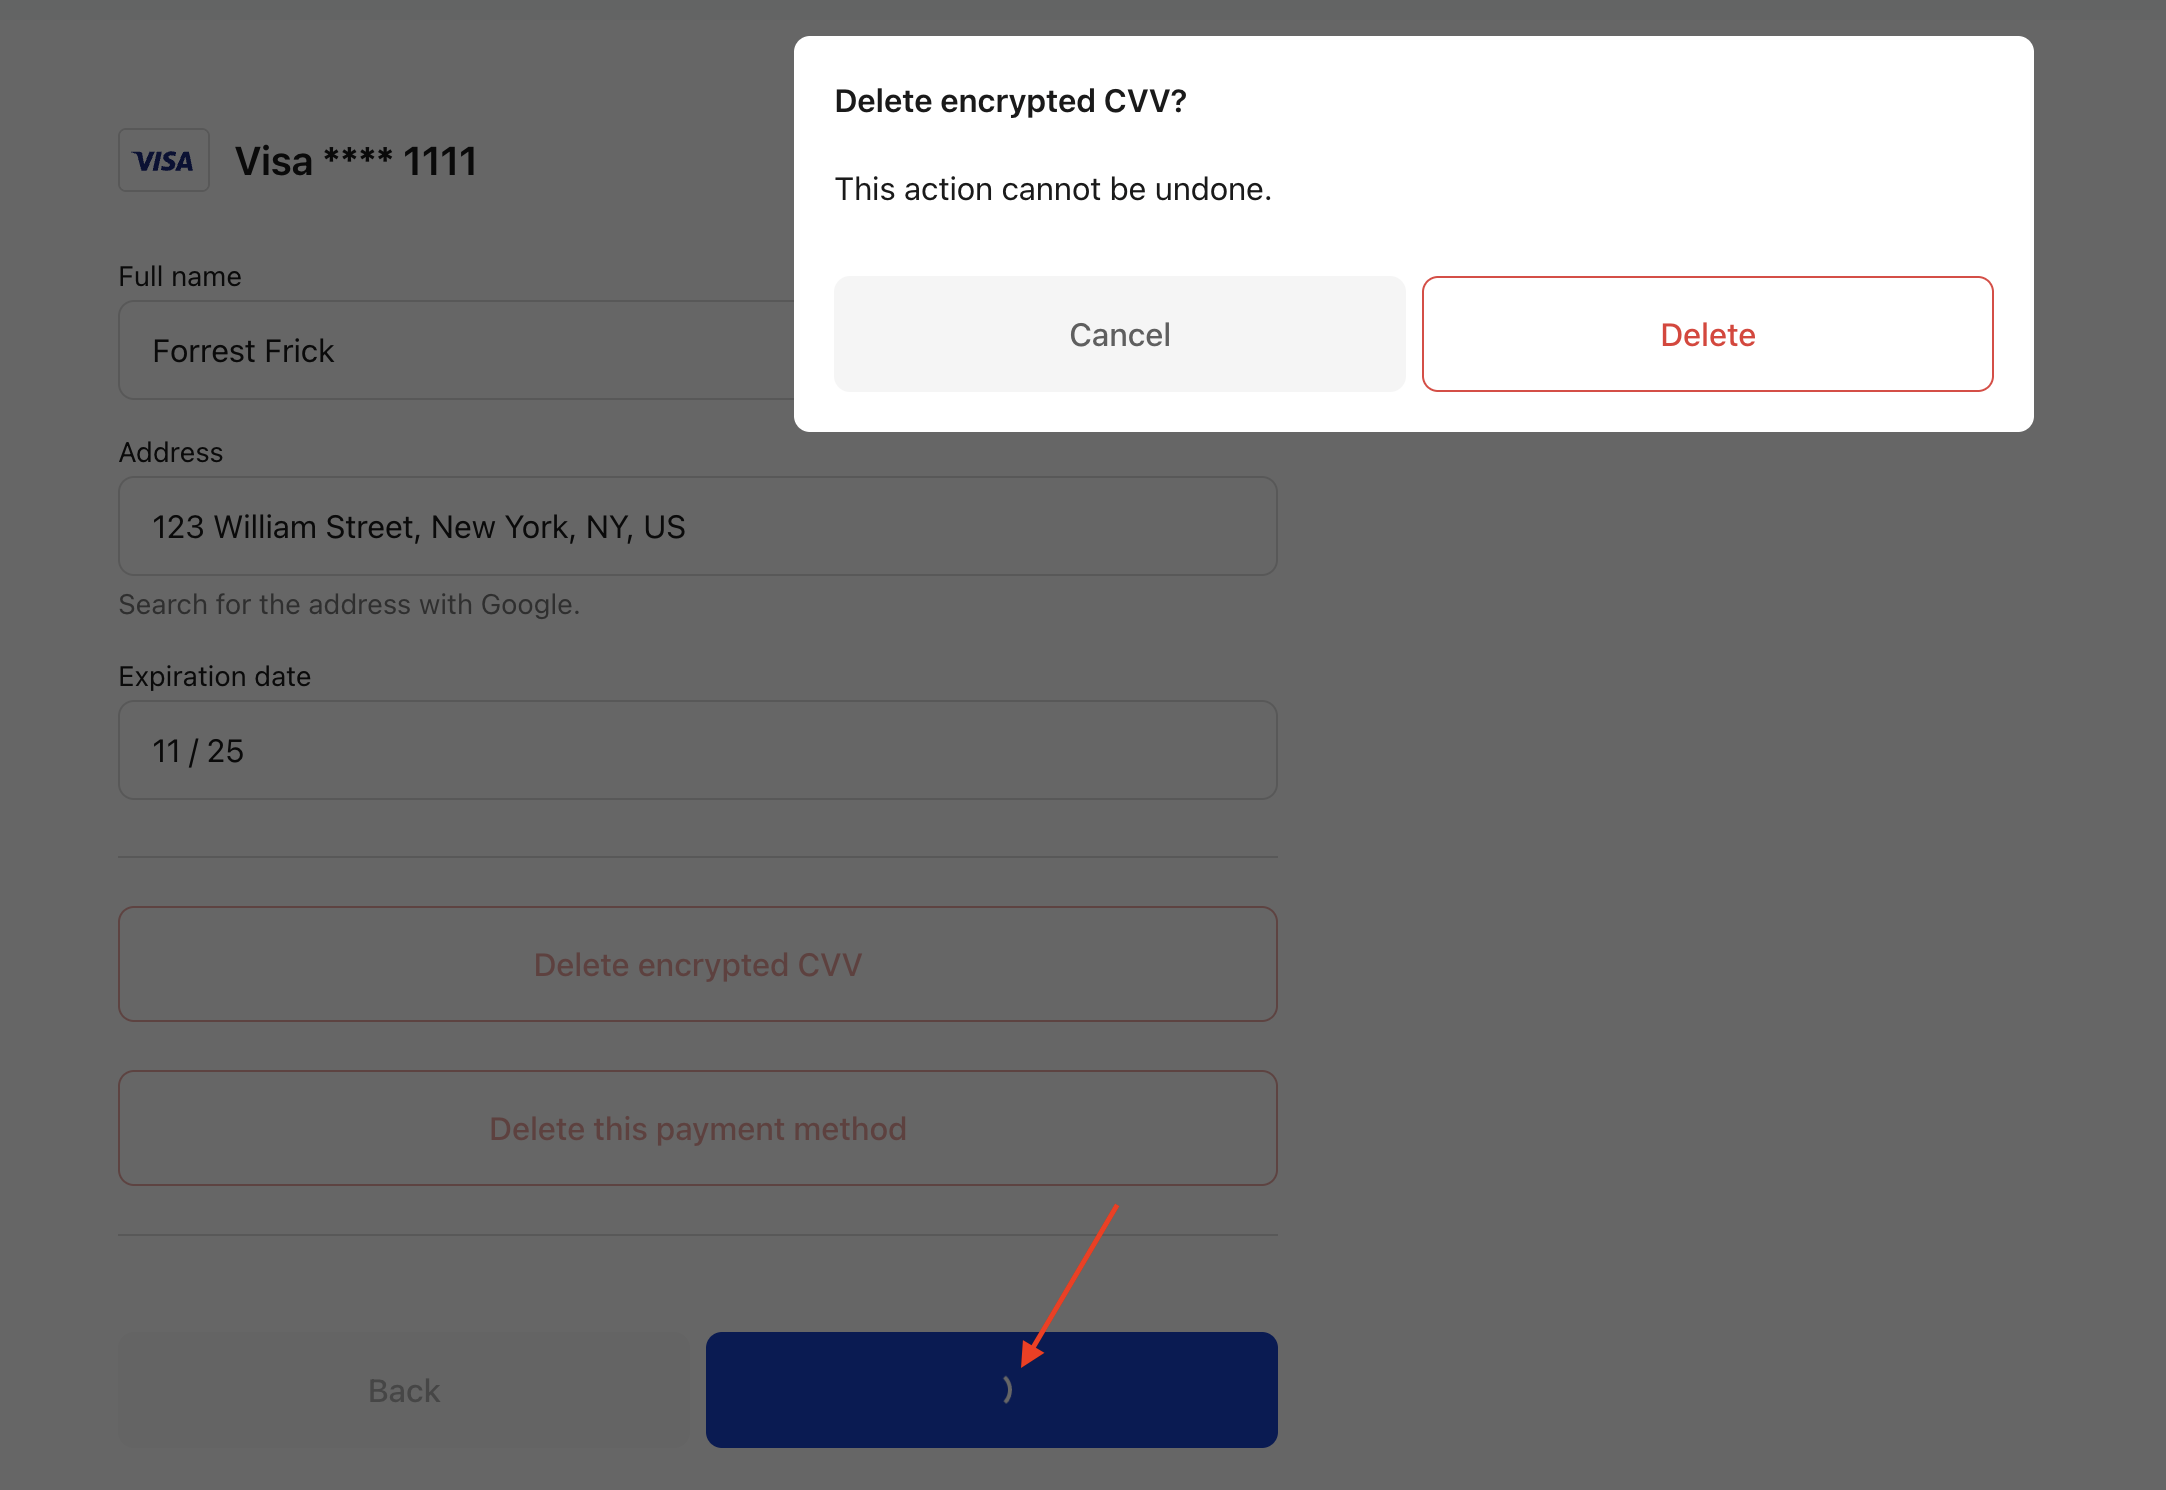 Delete encrypted CVV?
This action cannot be undone.
Cancel
Delete
VISA
Visa **** 1111
Full name
Forrest Frick
Address
123 William Street, New York, NY, US
Search for the address with Google.
Expiration date
11 / 25
Delete encrypted CVV
Delete this payment method
Back